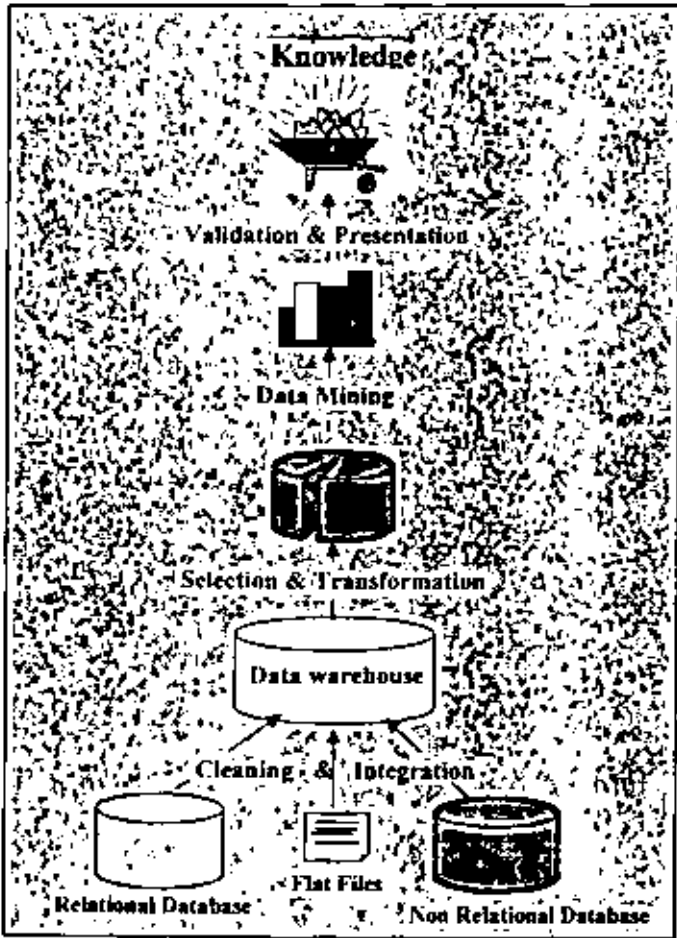 Knowledge
Validation & Presentation
Data Mining
Selection & Transformation
Data warehouse
Cleaning & Integration
Flat Files
Relational Database
Non Relational Database